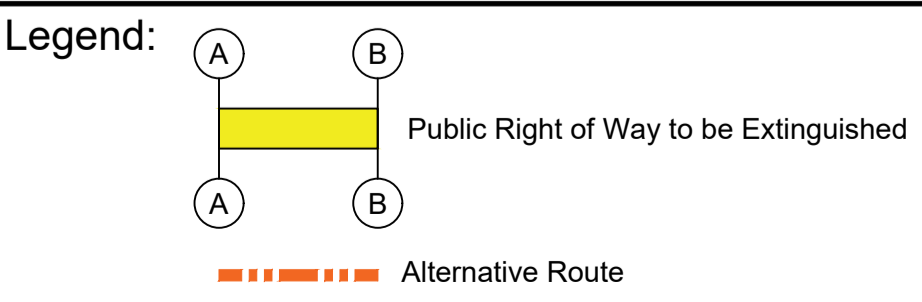 Legend:
A B
Public Right of Way to be Extinguished
A B
Alternative Route